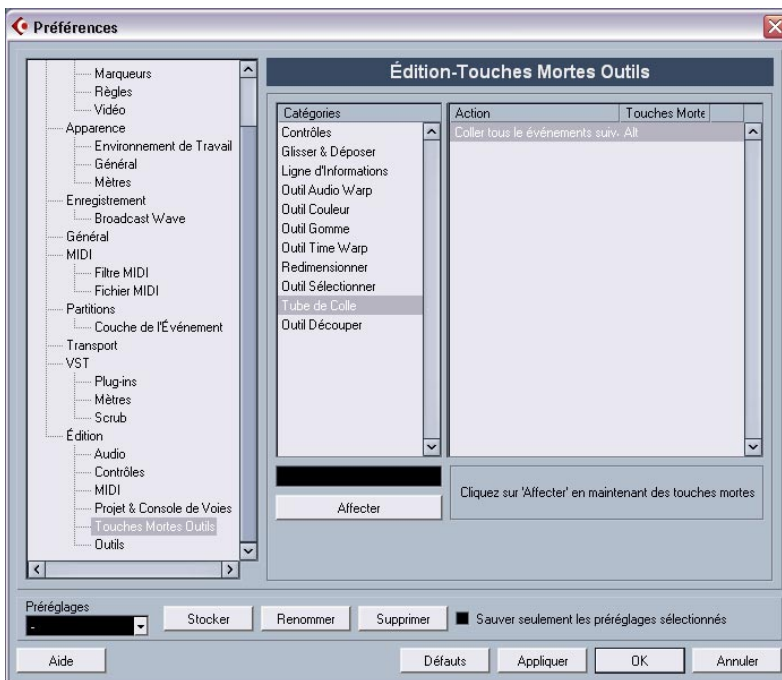 Préférences
Marqueurs
Règles
Vidéo
Apparence
Environnement de Travail
Général
Mètres
Enregistrement
Broadcast Wave
Général
MIDI
Filtre MIDI
Fichier MIDI
Partitions
Couche de l'Événement
Transport
VST
Plug-ins
Mètres
Scrub
Édition
Audio
Contrôles
MIDI
Projet & Console de Voies
Touches Mortes Outils
Outils
Édition-Touches Mortes Outils
Catégories
Contrôles
Glisser & Déposer
Ligne d'Informations
Outil Audio Warp
Outil Couleur
Outil Gomme
Outil Time Warp
Redimensionner
Outil Sélectionner
Tube de Colle
Outil Découper
Action Touches Morte
Coller tous le événements suiv. Alt
Affecter
Cliquez sur 'Affecter' en maintenant des touches mortes
Préréglages
-
Stocker Renommer Supprimer Sauver seulement les préréglages sélectionnés
Aide Défauts Appliquer OK Annuler